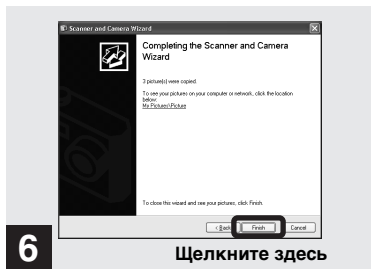 Scanner and Camera Wizard
Completing the Scanner and Camera
Wizard
3 picture(s) were copied.
To see your pictures on your computer or network, click the location
below:
My Pictures\Picture
To close this wizard and see your pictures, click Finish.
< Back Finish Cancel
6
Щелкните здесь